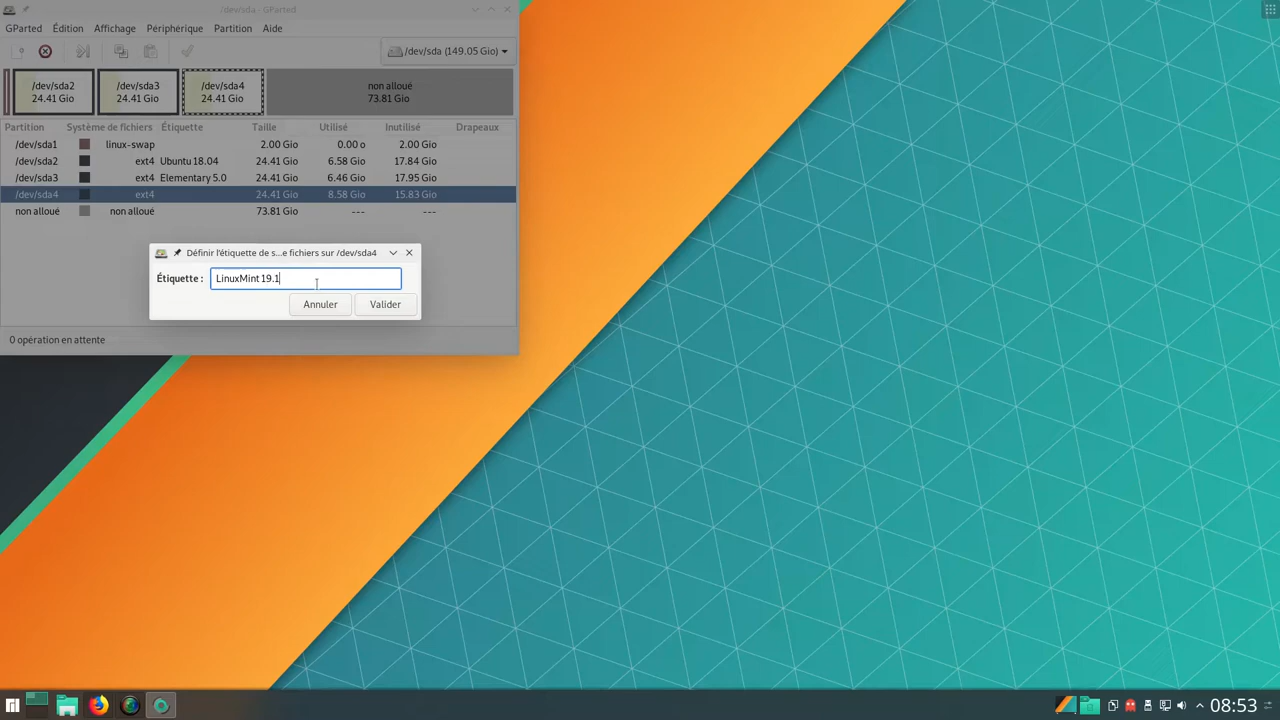 /dev/sda - GParted
GParted Édition Affichage Périphérique Partition Aide
/dev/sda (149.05 Gio)
/dev/sda2 24.41 Gio
/dev/sda3 24.41 Gio
/dev/sda4 24.41 Gio
non alloué 73.81 Gio
Partition Système de fichiers Étiquette Taille Utilisé Inutilisé Drapeaux
/dev/sda1 linux-swap 2.00 Gio 0.00 o 2.00 Gio
/dev/sda2 ext4 Ubuntu 18.04 24.41 Gio 6.58 Gio 17.84 Gio
/dev/sda3 ext4 Elementary 5.0 24.41 Gio 6.46 Gio 17.95 Gio
/dev/sda4 ext4 24.41 Gio 8.58 Gio 15.83 Gio
non alloué non alloué 73.81 Gio --- ---
Définir l'étiquette de s...e fichiers sur /dev/sda4
Étiquette : LinuxMint 19.1
Annuler Valider
0 opération en attente
08:53